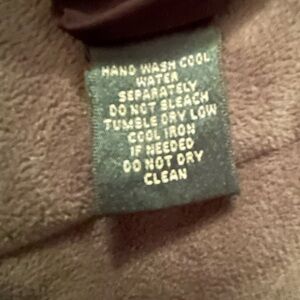 HAND WASH COOL
WATER
SEPARATELY
DO NOT BLEACH
TUMBLE DRY LOW
COOL IRON
IF NEEDED
DO NOT DRY
CLEAN